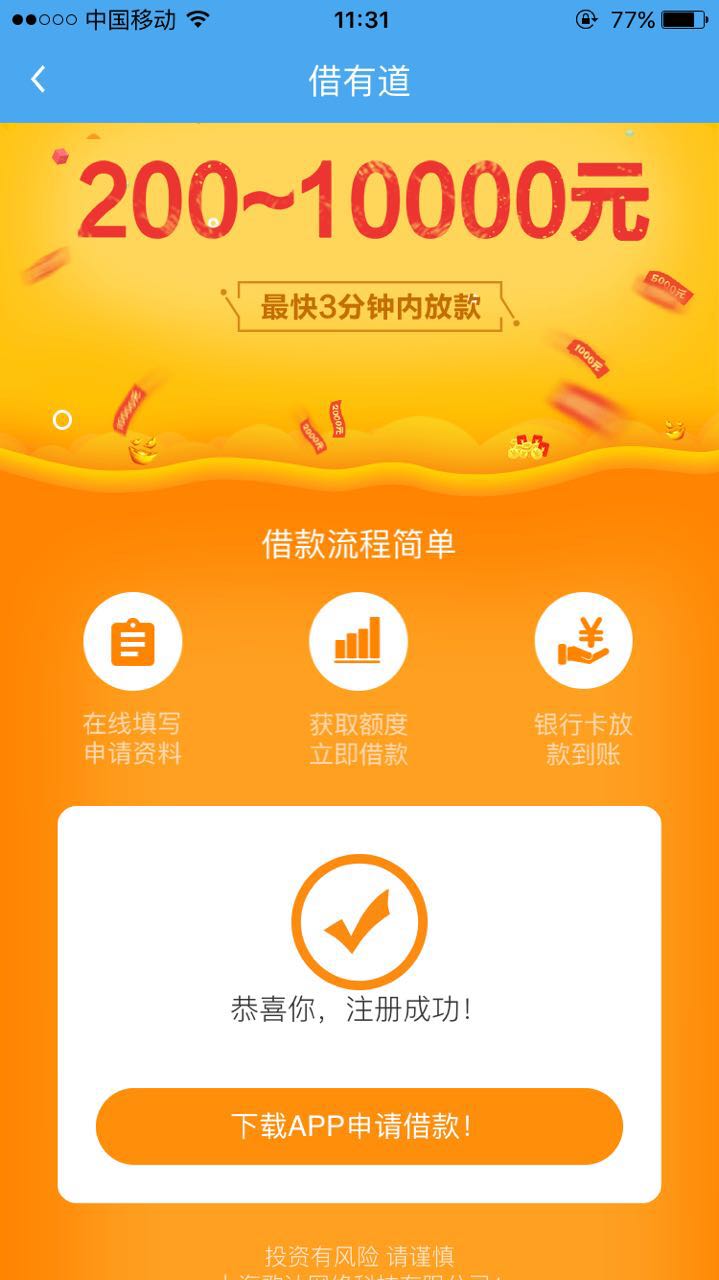 中国移动
11:31
77%
借有道
200~10000元
最快3分钟内放款
5000元
1000元
2000元
2000元
借款流程简单
在线填写
申请资料
获取额度
立即借款
银行卡放
款到账
恭喜你，注册成功！
下载APP申请借款！
投资有风险 请谨慎